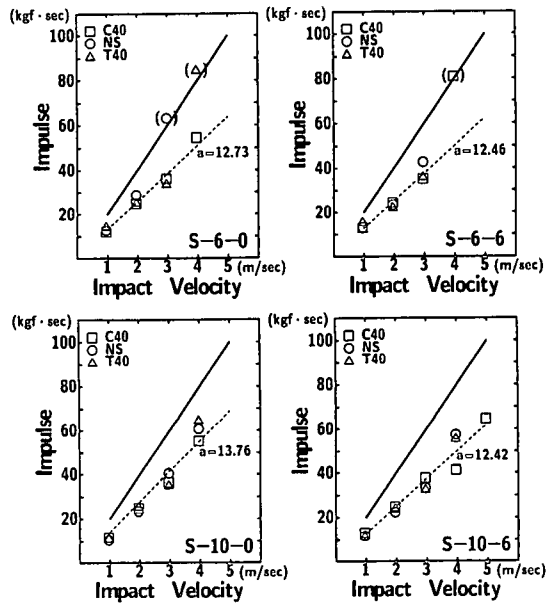 (kgf・sec)
C40
NS
T40
100
80
60
40
20
( )
( )
a=12.73
S-6-0
1 2 3 4 5 (m/sec)
Impulse
Impact Velocity
(kgf・sec)
C40
NS
T40
100
80
60
40
20
( )
a=12.46
S-6-6
1 2 3 4 5 (m/sec)
Impulse
Impact Velocity
(kgf・sec)
C40
NS
T40
100
80
60
40
20
a=13.76
S-10-0
1 2 3 4 5 (m/sec)
Impulse
Impact Velocity
(kgf・sec)
C40
NS
T40
100
80
60
40
20
a=12.42
S-10-6
1 2 3 4 5 (m/sec)
Impulse
Impact Velocity